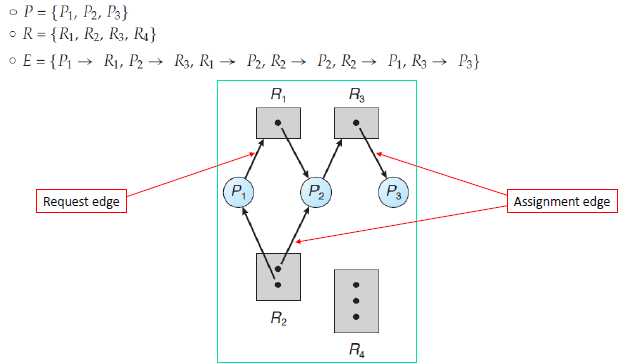 ○ P = {P1, P2, P3}
○ R = {R1, R2, R3, R4}
○ E = {P1 → R1, P2 → R3, R1 → P2, R2 → P2, R2 → P1, R3 → P3}
R1 R3
Request edge P1 P2 P3 Assignment edge
R2
R4